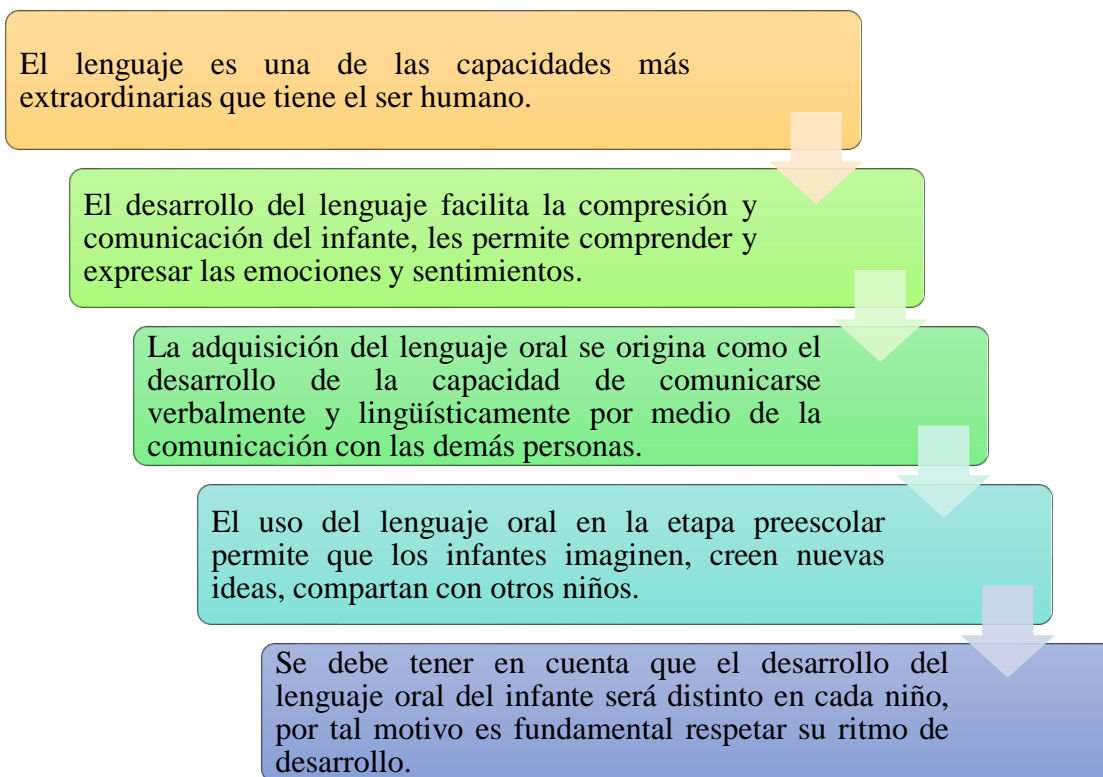 El lenguaje es una de las capacidades más
extraordinarias que tiene el ser humano.
El desarrollo del lenguaje facilita la compresión y
comunicación del infante, les permite comprender y
expresar las emociones y sentimientos.
La adquisición del lenguaje oral se origina como el
desarrollo de la capacidad de comunicarse
verbalmente y lingüísticamente por medio de la
comunicación con las demás personas.
El uso del lenguaje oral en la etapa preescolar
permite que los infantes imaginen, creen nuevas
ideas, compartan con otros niños.
Se debe tener en cuenta que el desarrollo del
lenguaje oral del infante será distinto en cada niño,
por tal motivo es fundamental respetar su ritmo de
desarrollo.